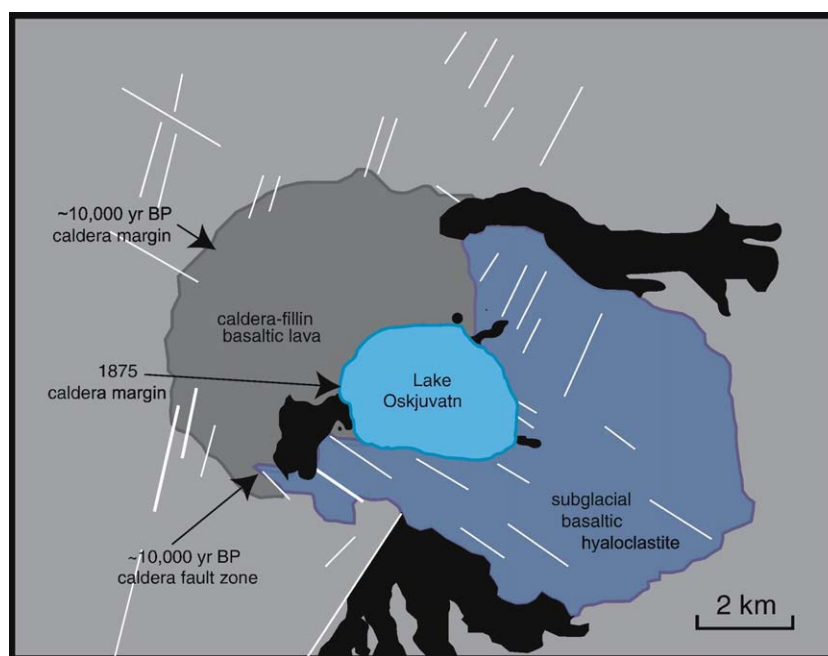 ~10,000 yr BP
caldera margin
caldera-fillin
basaltic lava
1875
caldera margin
Lake
Oskjuvatn
subglacial
basaltic
hyaloclastite
~10,000 yr BP
caldera fault zone
2 km